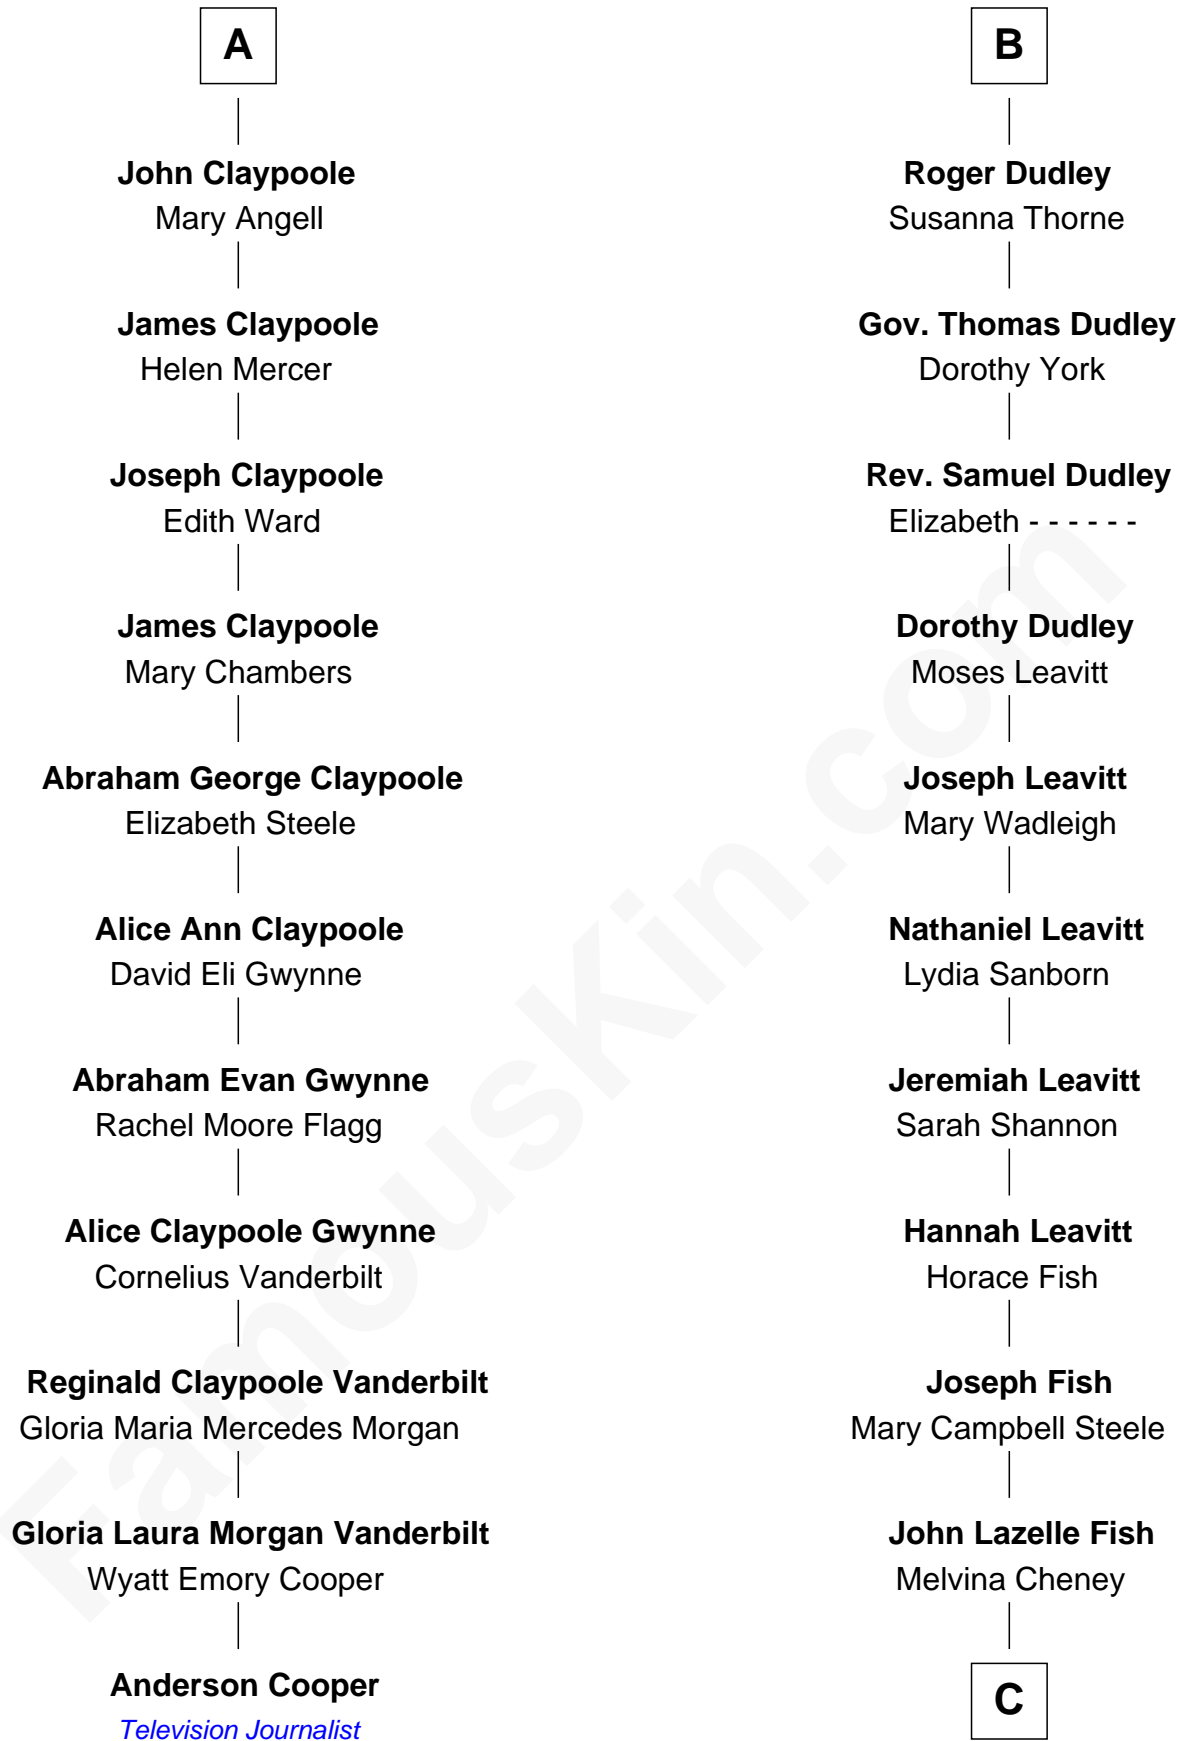 A
John Claypoole
Mary Angell
James Claypoole
Helen Mercer
Joseph Claypoole
Edith Ward
James Claypoole
Mary Chambers
Abraham George Claypoole
Elizabeth Steele
Alice Ann Claypoole
David Eli Gwynne
Abraham Evan Gwynne
Rachel Moore Flagg
Alice Claypoole Gwynne
Cornelius Vanderbilt
Reginald Claypoole Vanderbilt
Gloria Maria Mercedes Morgan
Gloria Laura Morgan Vanderbilt
Wyatt Emory Cooper
Anderson Cooper
Television Journalist
B
Roger Dudley
Susanna Thorne
Gov. Thomas Dudley
Dorothy York
Rev. Samuel Dudley
Elizabeth - - - - - -
Dorothy Dudley
Moses Leavitt
Joseph Leavitt
Mary Wadleigh
Nathaniel Leavitt
Lydia Sanborn
Jeremiah Leavitt
Sarah Shannon
Hannah Leavitt
Horace Fish
Joseph Fish
Mary Campbell Steele
John Lazelle Fish
Melvina Cheney
C
FamousKin.com